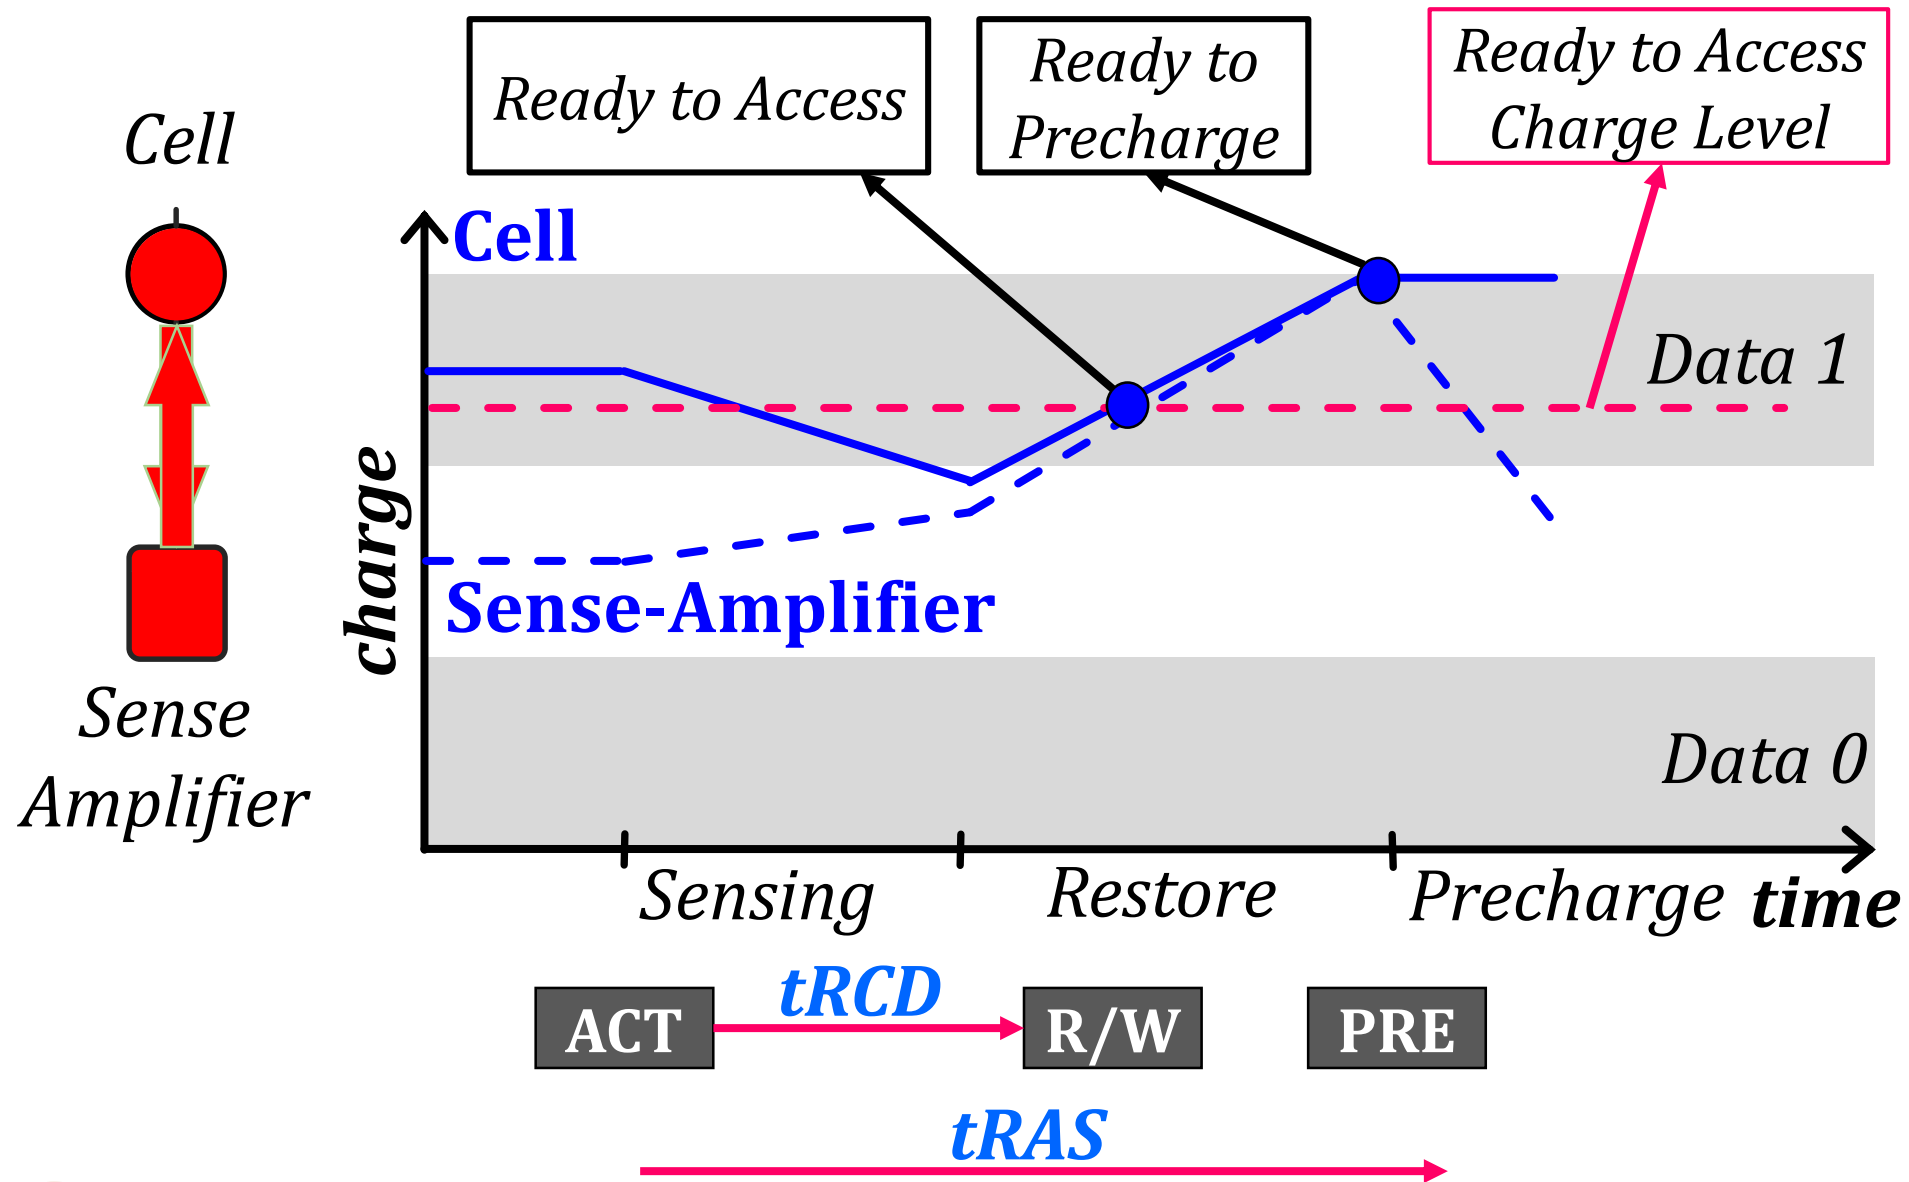 Ready to Access
Ready to
Precharge
Ready to Access
Charge Level
Cell
Cell
Data 1
charge
Sense-Amplifier
Sense
Amplifier
Data 0
Sensing
Restore
Precharge
time
tRCD
ACT
R/W
PRE
tRAS